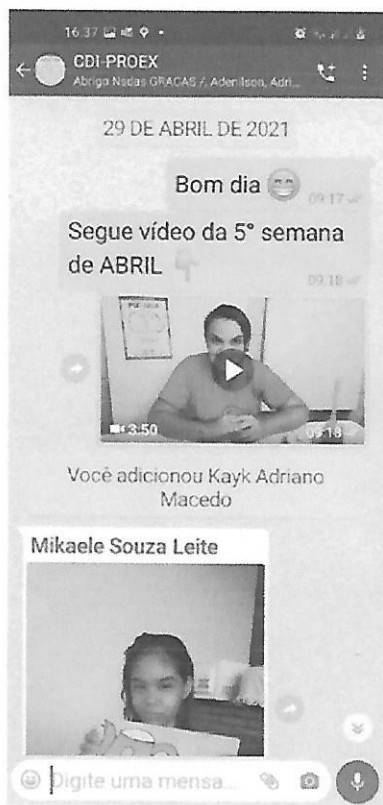 16:37
CDI-PROEX
Abrigo Nsdas GRAÇAS /, Adenilson, Adri...
29 DE ABRIL DE 2021
Bom dia 😁 09:17
Segue vídeo da 5° semana
de ABRIL 👇 09:18
3:50 09:18
Você adicionou Kayk Adriano
Macedo
Mikaele Souza Leite
Digite uma mensa...